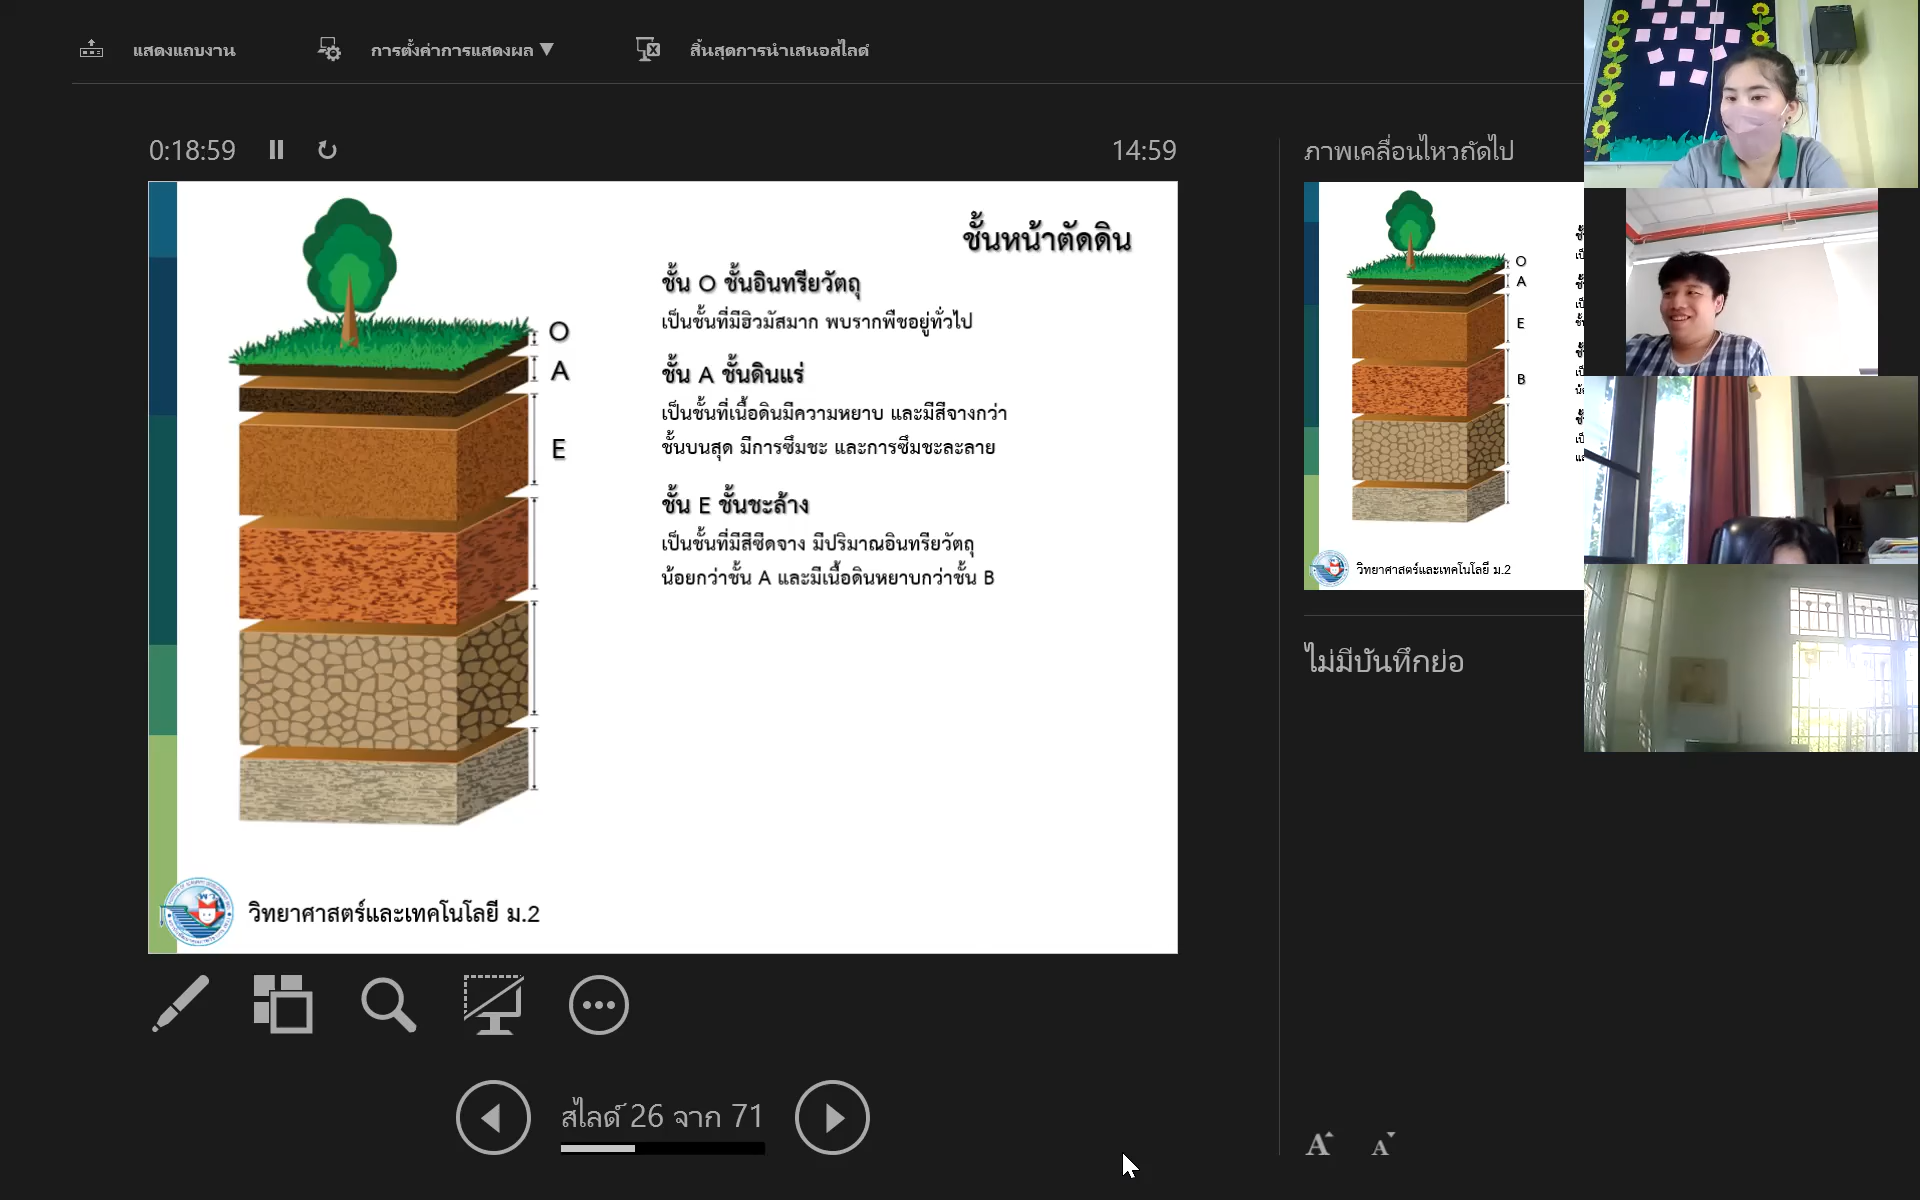 แสดงแถบงาน
การตั้งค่าการแสดงผล ▼
สิ้นสุดการนำเสนอสไลด์
0:18:59
14:59
ชั้นหน้าตัดดิน
ชั้น O ชั้นอินทรียวัตถุ
เป็นชั้นที่มีฮิวมัสมาก พบรากพืชอยู่ทั่วไป
ชั้น A ชั้นดินแร่
เป็นชั้นที่เนื้อดินมีความหยาบ และมีสีจางกว่า
ชั้นบนสุด มีการซึมชะ และการซึมชะละลาย
ชั้น E ชั้นชะล้าง
เป็นชั้นที่มีสีซีดจาง มีปริมาณอินทรียวัตถุ
น้อยกว่าชั้น A และมีเนื้อดินหยาบกว่าชั้น B
O
A
E
วิทยาศาสตร์และเทคโนโลยี ม.2
สไลด์ 26 จาก 71
ภาพเคลื่อนไหวถัดไป
O
A
E
B
วิทยาศาสตร์และเทคโนโลยี ม.2
ไม่มีบันทึกย่อ
A A